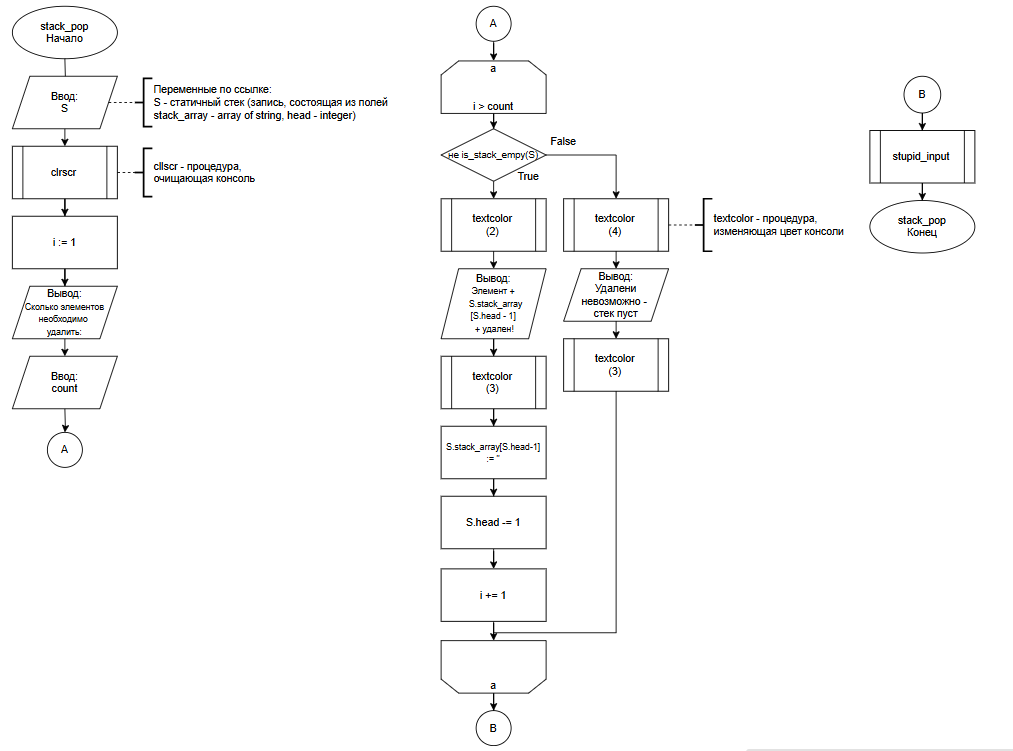 stack_pop
Начало
Ввод:
S
Переменные по ссылке:
S - статичный стек (запись, состоящая из полей
stack_array - array of string, head - integer)
clrscr
cllscr - процедура,
очищающая консоль
i := 1
Вывод:
Сколько элементов
необходимо
удалить:
Ввод:
count
A
A
a
i > count
не is_stack_empy(S)
False
True
textcolor
(2)
Вывод:
Элемент +
S.stack_array
[S.head - 1]
+ удален!
textcolor
(3)
S.stack_array[S.head-1]
:= ''
S.head -= 1
i += 1
a
B
textcolor
(4)
textcolor - процедура,
изменяющая цвет консоли
Вывод:
Удалени
невозможно -
стек пуст
textcolor
(3)
B
stupid_input
stack_pop
Конец